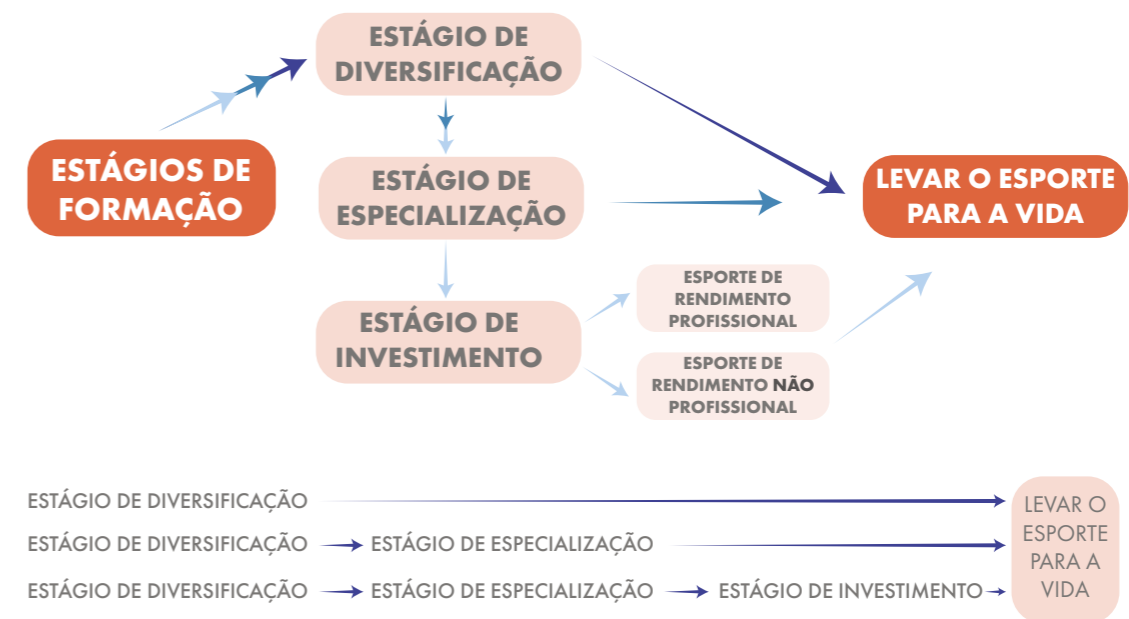 ESTÁGIO DE
DIVERSIFICAÇÃO
ESTÁGIOS DE
FORMAÇÃO
ESTÁGIO DE
ESPECIALIZAÇÃO
LEVAR O ESPORTE
PARA A VIDA
ESTÁGIO DE
INVESTIMENTO
ESPORTE DE
RENDIMENTO
PROFISSIONAL
ESPORTE DE
RENDIMENTO NÃO
PROFISSIONAL
ESTÁGIO DE DIVERSIFICAÇÃO
ESTÁGIO DE DIVERSIFICAÇÃO ESTÁGIO DE ESPECIALIZAÇÃO
ESTÁGIO DE DIVERSIFICAÇÃO ESTÁGIO DE ESPECIALIZAÇÃO ESTÁGIO DE INVESTIMENTO
LEVAR O
ESPORTE
PARA A
VIDA